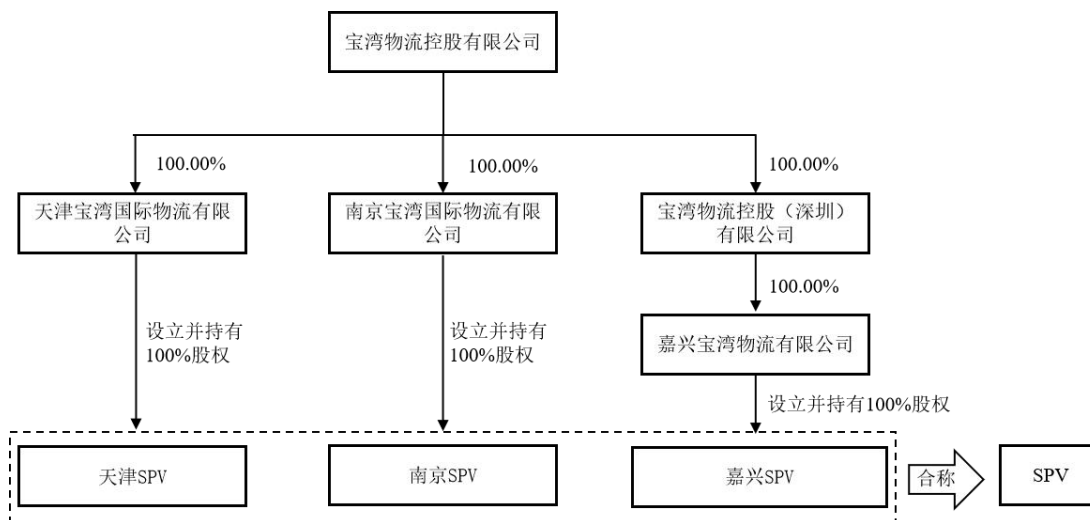 宝湾物流控股有限公司
100.00%
100.00%
100.00%
天津宝湾国际物流有限
公司
南京宝湾国际物流有限
公司
宝湾物流控股（深圳）
有限公司
100.00%
设立并持有
100%股权
设立并持有
100%股权
嘉兴宝湾物流有限公司
设立并持有100%股权
天津SPV
南京SPV
嘉兴SPV
合称
SPV